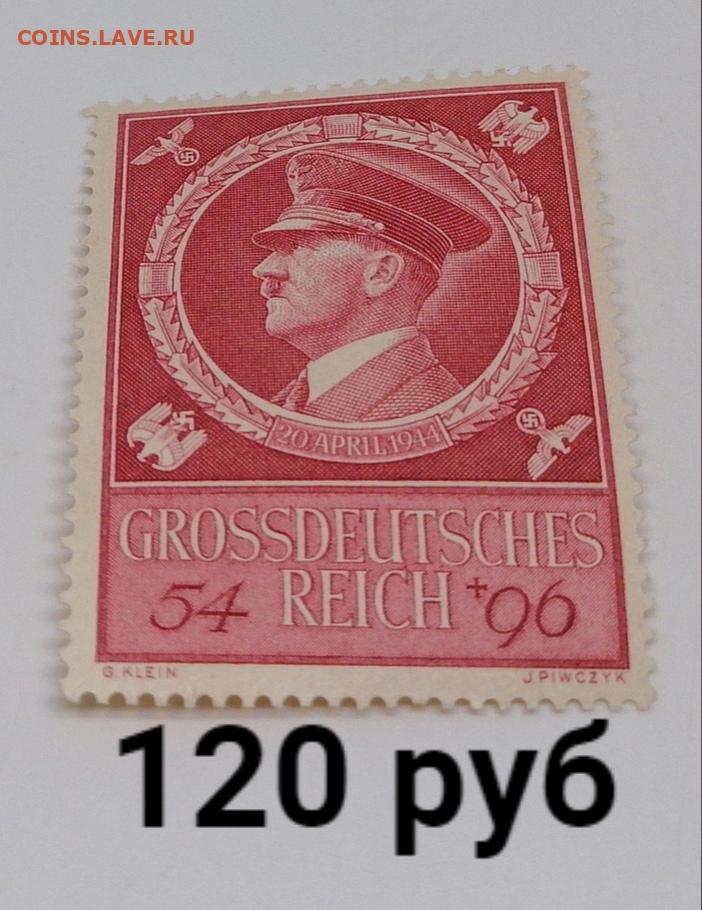 COINS.LAVE.RU
20 APRIL 1944
GROSSDEUTSCHES
54 REICH +96
G. KLEIN J. PIWCZYK
120 руб